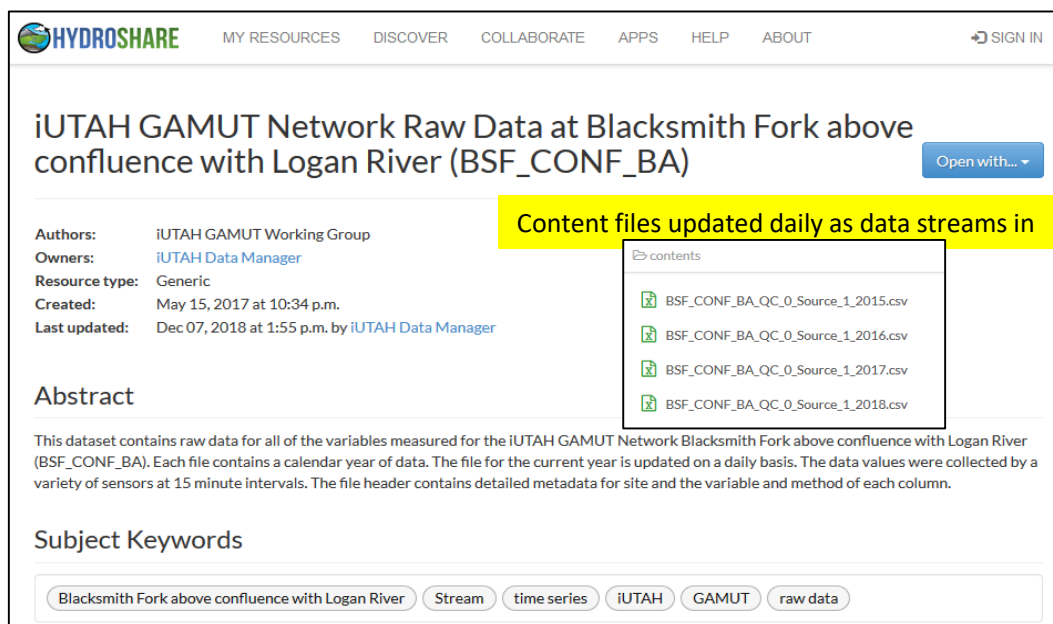 HYDROSHARE MY RESOURCES DISCOVER COLLABORATE APPS HELP ABOUT SIGN IN
iUTAH GAMUT Network Raw Data at Blacksmith Fork above
confluence with Logan River (BSF_CONF_BA)
Open with...
Content files updated daily as data streams in
Authors: iUTAH GAMUT Working Group
Owners: iUTAH Data Manager
Resource type: Generic
Created: May 15, 2017 at 10:34 p.m.
Last updated: Dec 07, 2018 at 1:55 p.m. by iUTAH Data Manager
contents
BSF_CONF_BA_QC_0_Source_1_2015.csv
BSF_CONF_BA_QC_0_Source_1_2016.csv
BSF_CONF_BA_QC_0_Source_1_2017.csv
BSF_CONF_BA_QC_0_Source_1_2018.csv
Abstract
This dataset contains raw data for all of the variables measured for the iUTAH GAMUT Network Blacksmith Fork above confluence with Logan River
(BSF_CONF_BA). Each file contains a calendar year of data. The file for the current year is updated on a daily basis. The data values were collected by a
variety of sensors at 15 minute intervals. The file header contains detailed metadata for site and the variable and method of each column.
Subject Keywords
Blacksmith Fork above confluence with Logan River Stream time series iUTAH GAMUT raw data